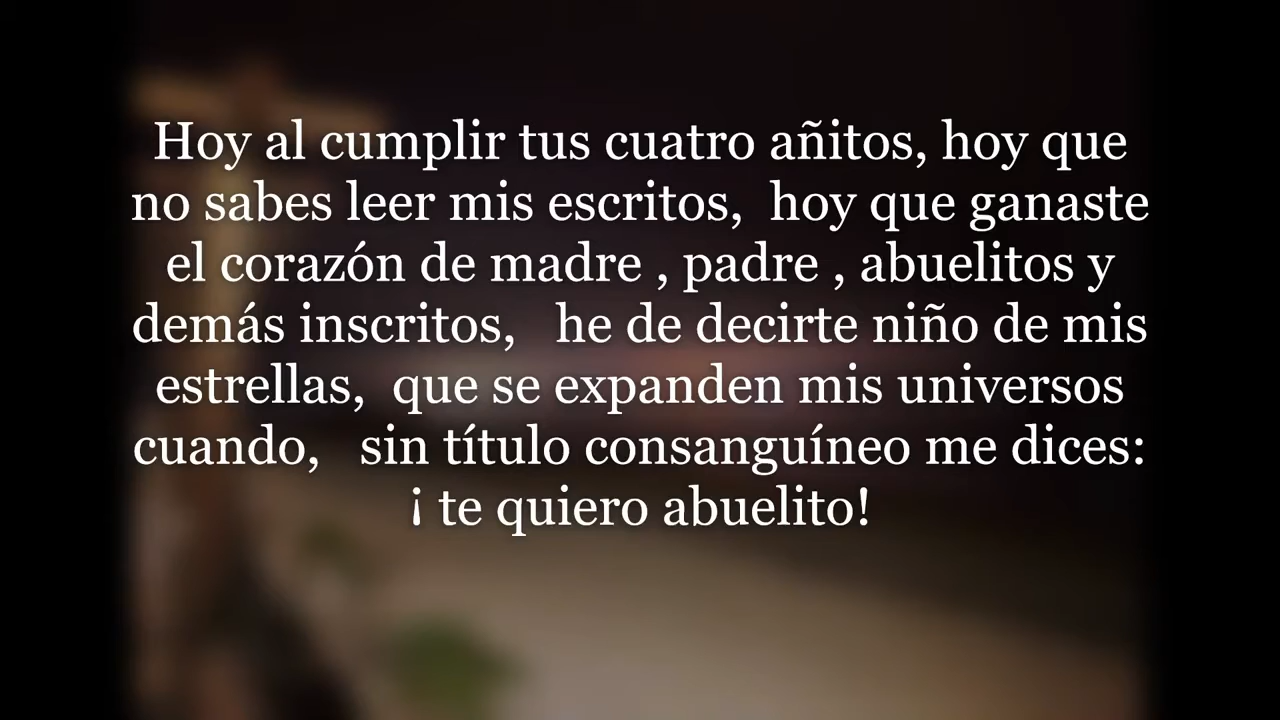 Hoy al cumplir tus cuatro añitos, hoy que
no sabes leer mis escritos,  hoy que ganaste
el corazón de madre , padre , abuelitos y
demás inscritos,   he de decirte niño de mis
estrellas,  que se expanden mis universos
cuando,   sin título consanguíneo me dices:
¡ te quiero abuelito!